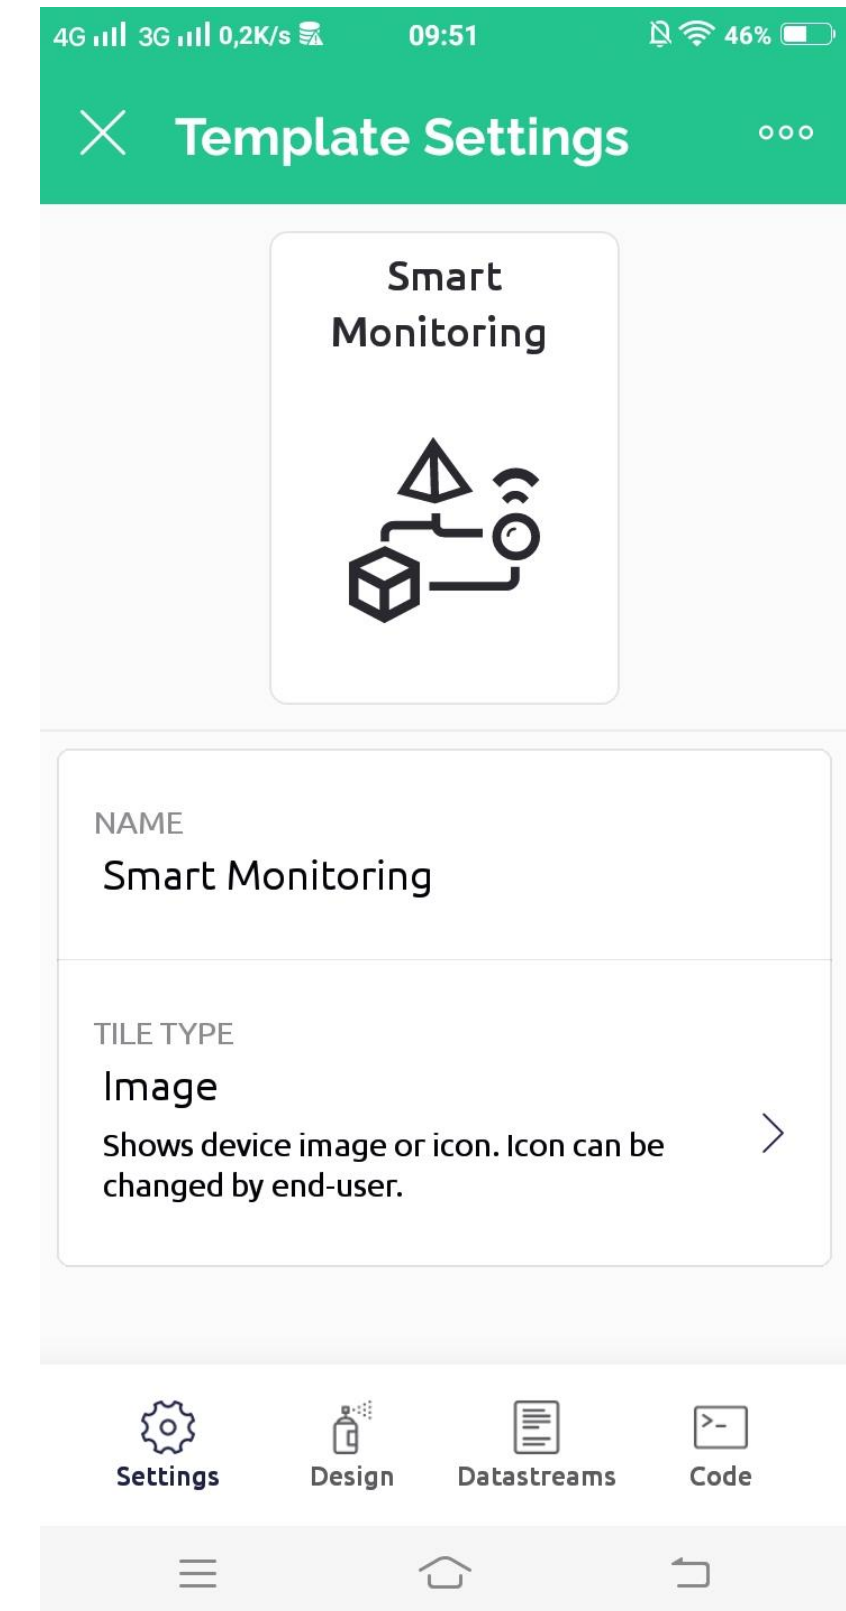 4G 3G 0,2K/s 09:51 46%
Template Settings
Smart
Monitoring
NAME
Smart Monitoring
TILE TYPE
Image
Shows device image or icon. Icon can be
changed by end-user.
Settings Design Datastreams Code